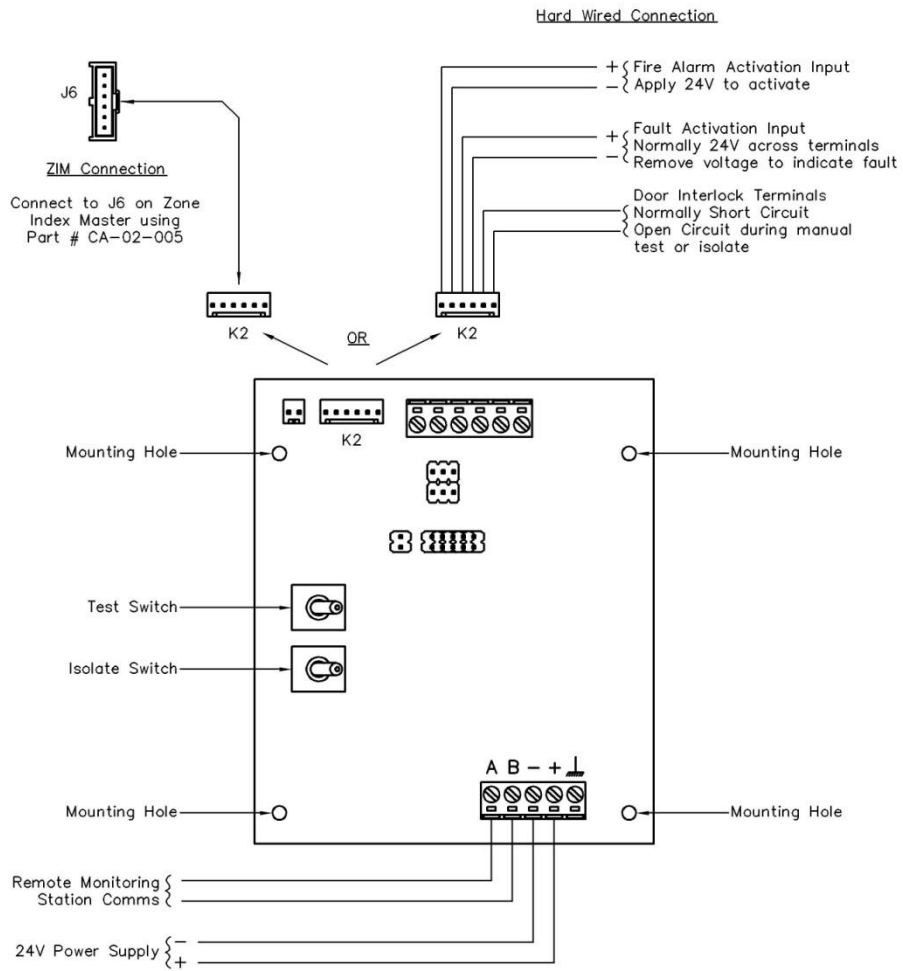 Hard Wired Connection
+ Fire Alarm Activation Input
- Apply 24V to activate
J6
Fault Activation Input
+ Normally 24V across terminals
- Remove voltage to indicate fault
ZIM Connection
Connect to J6 on Zone
Index Master using
Part # CA-02-005
Door Interlock Terminals
Normally Short Circuit
Open Circuit during manual
test or isolate
K2
OR
K2
K2
Mounting Hole
Mounting Hole
Test Switch
Isolate Switch
A B - +
Mounting Hole
Mounting Hole
Remote Monitoring
Station Comms
24V Power Supply
-
+